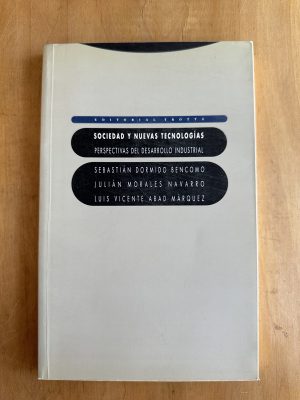 EDITORIAL TROTTA
SOCIEDAD Y NUEVAS TECNOLOGÍAS
PERSPECTIVAS DEL DESARROLLO INDUSTRIAL
SEBASTIÁN DORMIDO BENCOMO
JULIÁN MORALES NAVARRO
LUIS VICENTE ABAD MÁRQUEZ